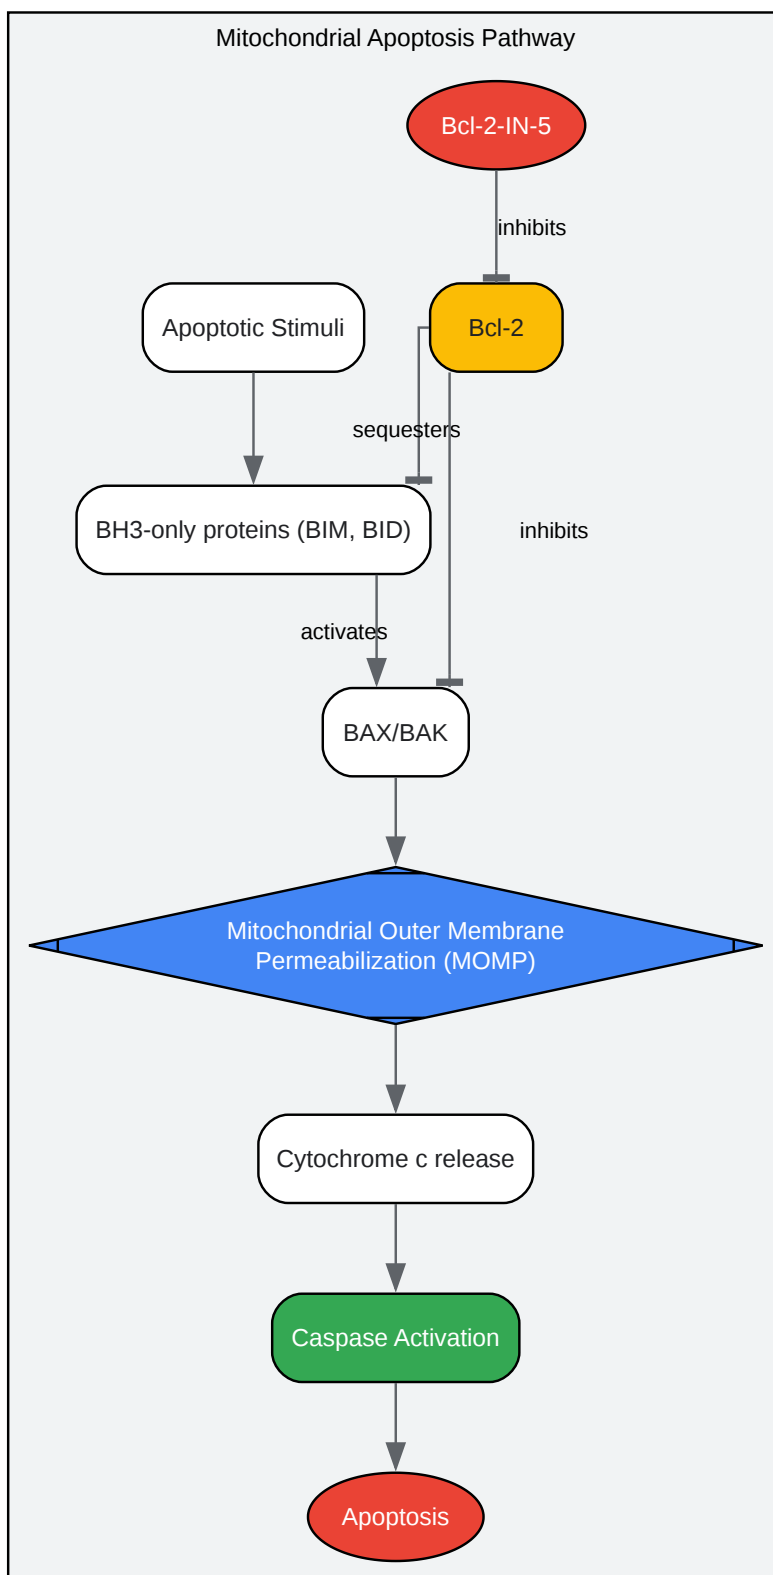 Mitochondrial Apoptosis Pathway
Bcl-2-IN-5
inhibits
Apoptotic Stimuli
Bcl-2
sequesters
BH3-only proteins (BIM, BID)
inhibits
activates
BAX/BAK
Mitochondrial Outer Membrane
Permeabilization (MOMP)
Cytochrome c release
Caspase Activation
Apoptosis